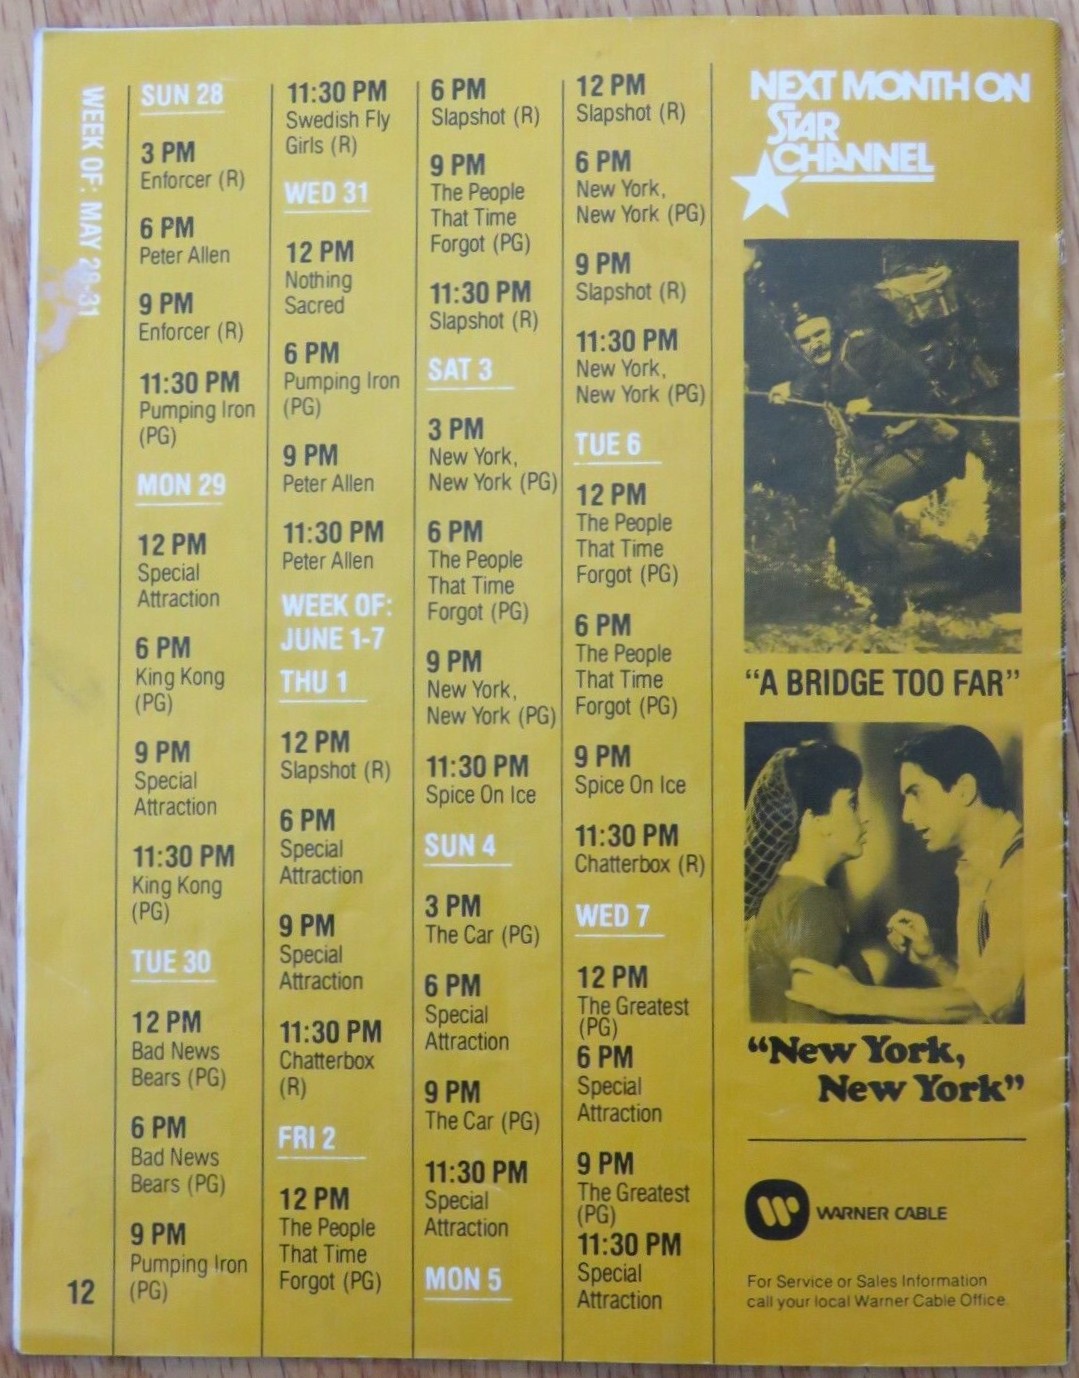 WEEK OF: MAY 28-31
SUN 28
3 PM
Enforcer (R)
6 PM
Peter Allen
9 PM
Enforcer (R)
11:30 PM
Pumping Iron
(PG)
MON 29
12 PM
Special
Attraction
6 PM
King Kong
(PG)
9 PM
Special
Attraction
11:30 PM
King Kong
(PG)
TUE 30
12 PM
Bad News
Bears (PG)
6 PM
Bad News
Bears (PG)
9 PM
Pumping Iron
(PG)
12
11:30 PM
Swedish Fly
Girls (R)
WED 31
12 PM
Nothing
Sacred
6 PM
Pumping Iron
(PG)
9 PM
Peter Allen
11:30 PM
Peter Allen
WEEK OF:
JUNE 1-7
THU 1
12 PM
Slapshot (R)
6 PM
Special
Attraction
9 PM
Special
Attraction
11:30 PM
Chatterbox
(R)
FRI 2
12 PM
The People
That Time
Forgot (PG)
6 PM
Slapshot (R)
9 PM
The People
That Time
Forgot (PG)
11:30 PM
Slapshot (R)
SAT 3
3 PM
New York,
New York (PG)
6 PM
The People
That Time
Forgot (PG)
9 PM
New York,
New York (PG)
11:30 PM
Spice On Ice
SUN 4
3 PM
The Car (PG)
6 PM
Special
Attraction
9 PM
The Car (PG)
11:30 PM
Special
Attraction
MON 5
12 PM
Slapshot (R)
6 PM
New York,
New York (PG)
9 PM
Slapshot (R)
11:30 PM
New York,
New York (PG)
TUE 6
12 PM
The People
That Time
Forgot (PG)
6 PM
The People
That Time
Forgot (PG)
9 PM
Spice On Ice
11:30 PM
Chatterbox (R)
WED 7
12 PM
The Greatest
(PG)
6 PM
Special
Attraction
9 PM
The Greatest
(PG)
11:30 PM
Special
Attraction
NEXT MONTH ON
STAR
CHANNEL
"A BRIDGE TOO FAR"
"New York,
New York"
WARNER CABLE
For Service or Sales Information
call your local Warner Cable Office.